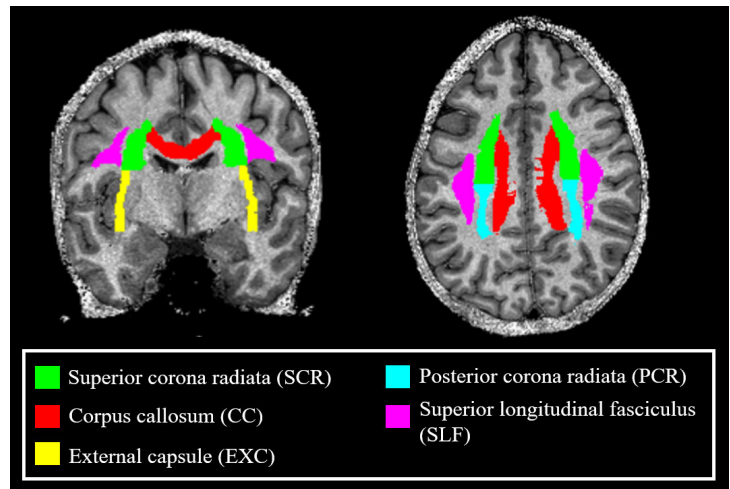 Superior corona radiata (SCR)
Corpus callosum (CC)
External capsule (EXC)
Posterior corona radiata (PCR)
Superior longitudinal fasciculus
(SLF)